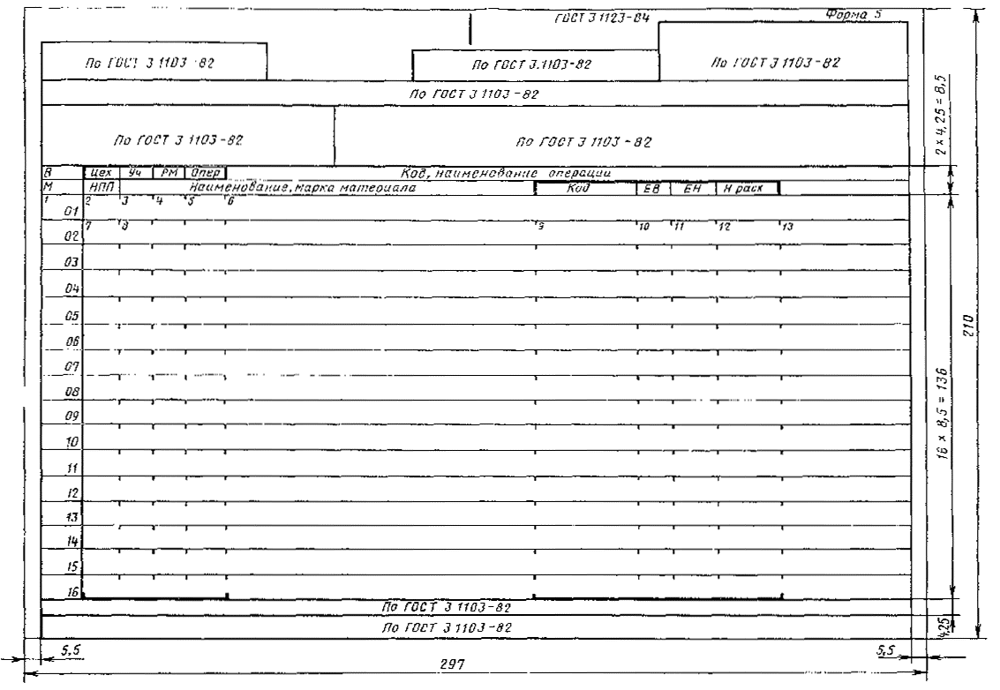 ГОСТ 3 1123-84 Форма 5
По ГОСТ 3 1103-82 По ГОСТ 3.1103-82 По ГОСТ 3 1103-82
По ГОСТ 3 1103-82
По ГОСТ 3 1103-82 По ГОСТ 3 1103-82
В Цех Уч РМ Опер Код, наименование операции
М НПП Наименование, марка материала Код ЕВ ЕН Н расх
1 2 3 4 5 6
01
7 8 9 10 11 12 13
02
03
04
05
06
07
08
09
10
11
12
13
14
15
16
По ГОСТ 3 1103-82
По ГОСТ 3 1103-82
2 × 4,25 = 8,5
16 × 8,5 = 136
210
4,25
5,5 297 5,5